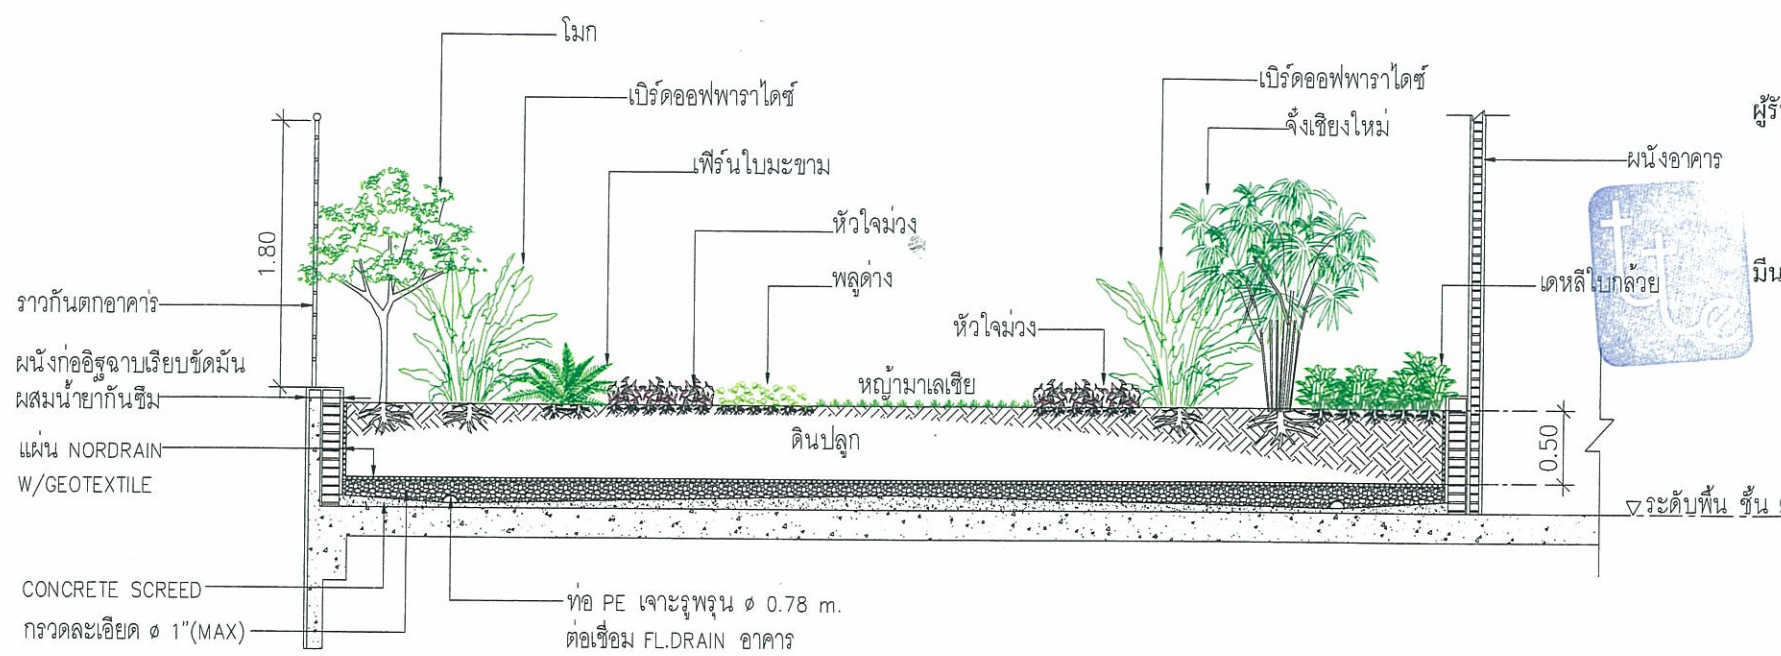 โมก
เบิร์ดออฟพาราไดซ์
เบิร์ดออฟพาราไดซ์
ผู้รั
จั๋งเชียงใหม่
เฟิร์นใบมะขาม
ผนังอาคาร
หัวใจม่วง
1.80
พลูด่าง
เดหลีใบกล้วย
มีน
ราวกันตกอาคาร
หัวใจม่วง
ผนังก่ออิฐฉาบเรียบขัดมัน
ผสมน้ำยากันซึม
หญ้ามาเลเซีย
แผ่น NORDRAIN
W/GEOTEXTILE
ดินปลูก
0.50
ระดับพื้น ชั้น
CONCRETE SCREED
กรวดละเอียด ø 1"(MAX)
ท่อ PE เจาะรูพรุน ø 0.78 m.
ต่อเชื่อม FL.DRAIN อาคาร